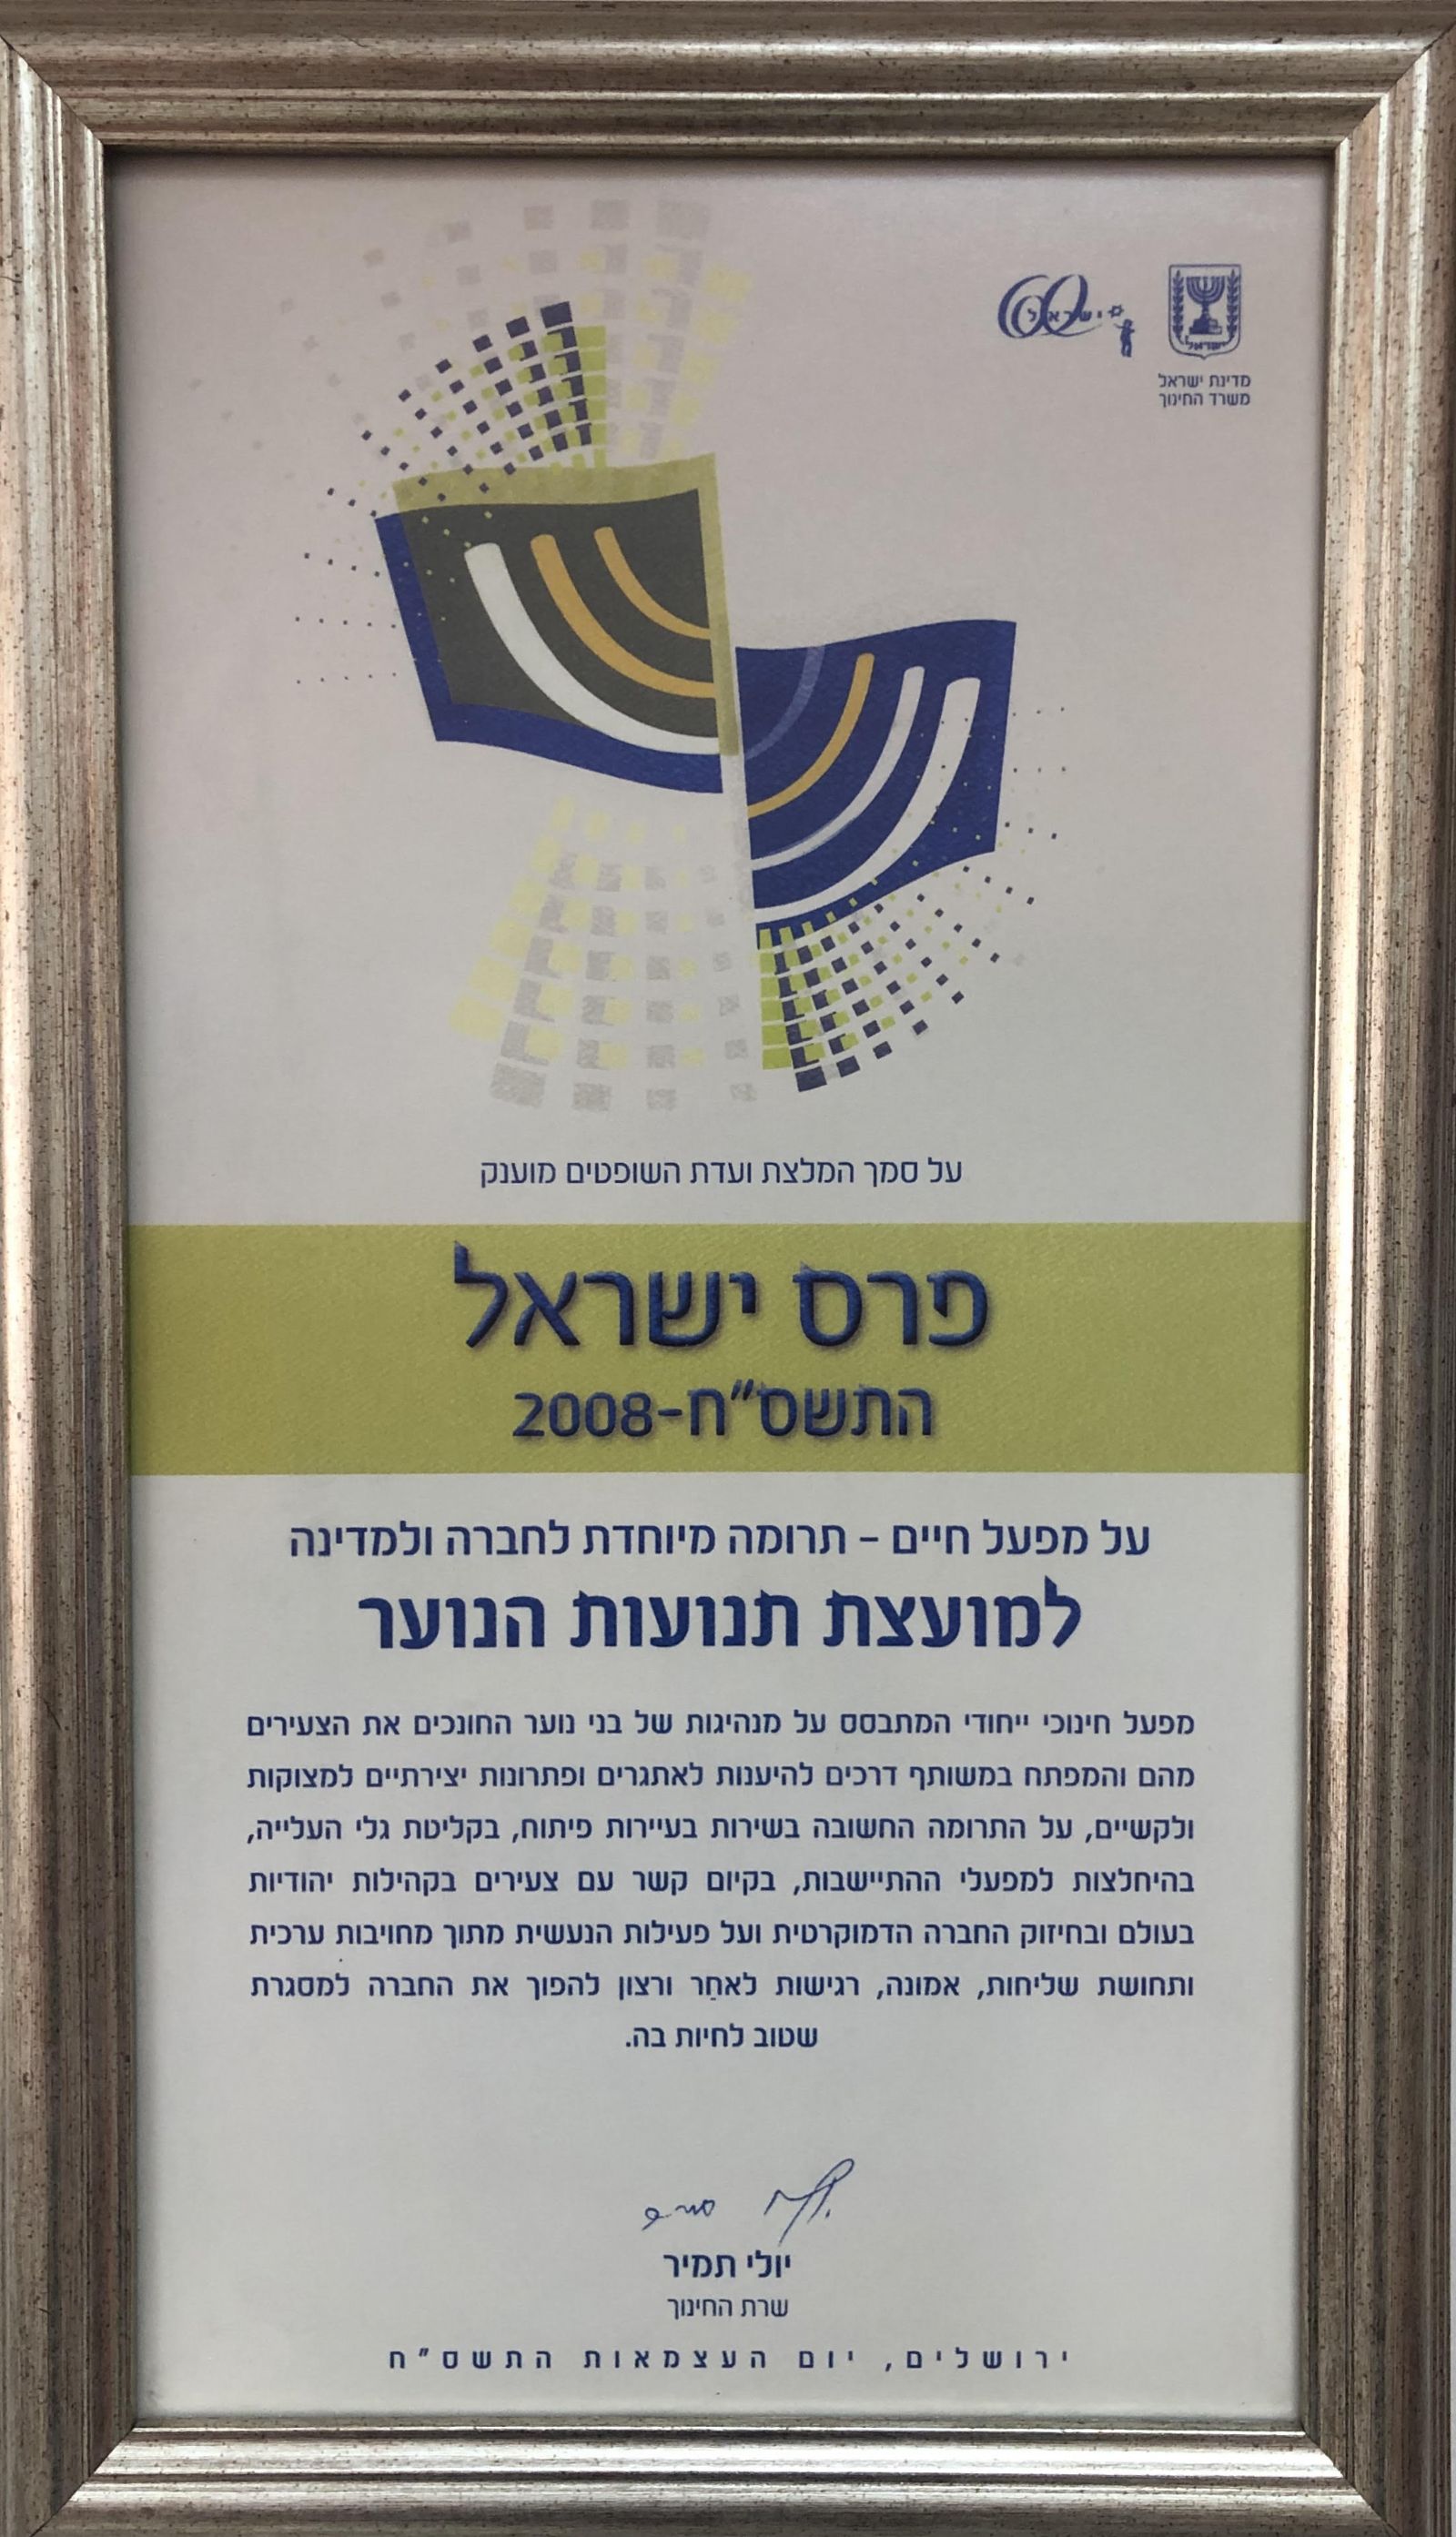 60
ישראל
ישראל
מדינת ישראל
משרד החינוך
על סמך המלצת ועדת השופטים מוענק
פרס ישראל
התשס"ח-2008
על מפעל חיים - תרומה מיוחדת לחברה ולמדינה
למועצת תנועות הנוער
מפעל חינוכי ייחודי המתבסס על מנהיגות של בני נוער החונכים את הצעירים
מהם והמפתח במשותף דרכים להיענות לאתגרים ופתרונות יצירתיים למצוקות
ולקשיים, על התרומה החשובה בשירות בעיירות פיתוח, בקליטת גלי העלייה,
בהיחלצות למפעלי ההתיישבות, בקיום קשר עם צעירים בקהילות יהודיות
בעולם ובחיזוק החברה הדמוקרטית ועל פעילות הנעשית מתוך מחויבות ערכית
ותחושת שליחות, אמונה, רגישות לאחֵר ורצון להפוך את החברה למסגרת
שטוב לחיות בה.
יולי תמיר
שרת החינוך
ירושלים, יום העצמאות התשס"ח